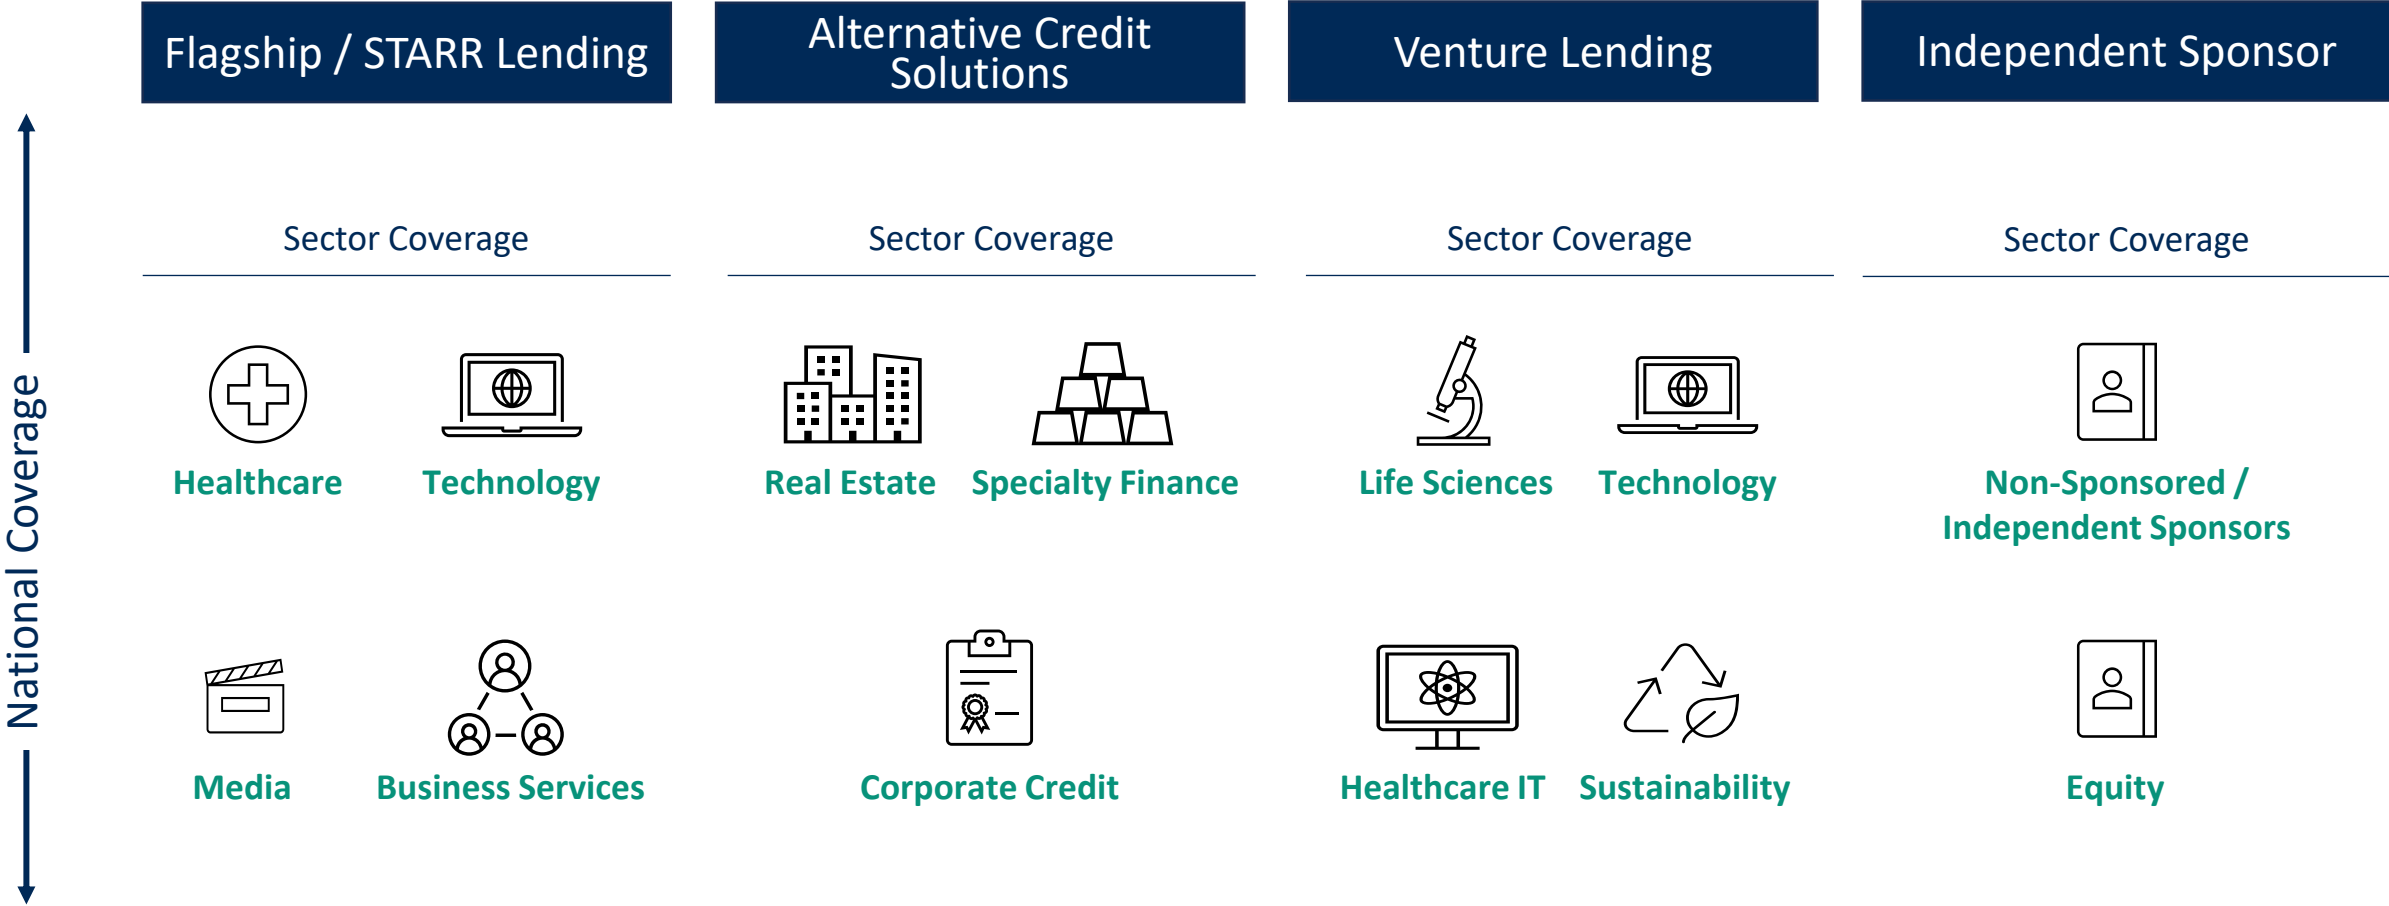 Flagship / STARR Lending
Alternative Credit
Solutions
Venture Lending
Independent Sponsor
National Coverage
Sector Coverage
Sector Coverage
Sector Coverage
Sector Coverage
Healthcare
Technology
Real Estate
Specialty Finance
Life Sciences
Technology
Non-Sponsored /
Independent Sponsors
Media
Business Services
Corporate Credit
Healthcare IT
Sustainability
Equity